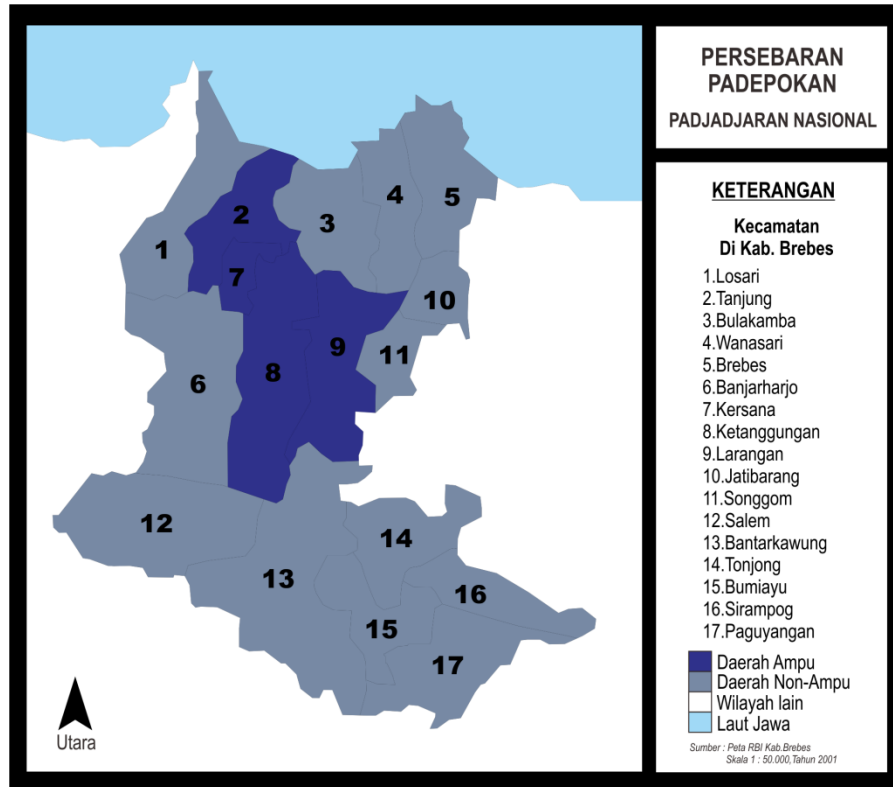 PERSEBARAN
PADEPOKAN
PADJADJARAN NASIONAL
KETERANGAN
Kecamatan
Di Kab. Brebes
1.Losari
2.Tanjung
3.Bulakamba
4.Wanasari
5.Brebes
6.Banjarharjo
7.Kersana
8.Ketanggungan
9.Larangan
10.Jatibarang
11.Songgom
12.Salem
13.Bantarkawung
14.Tonjong
15.Bumiayu
16.Sirampog
17.Paguyangan
Daerah Ampu
Daerah Non-Ampu
Wilayah lain
Laut Jawa
Sumber : Peta RBI Kab.Brebes
Skala 1 : 50.000,Tahun 2001
1
2
3
4
5
6
7
8
9
10
11
12
13
14
15
16
17
Utara